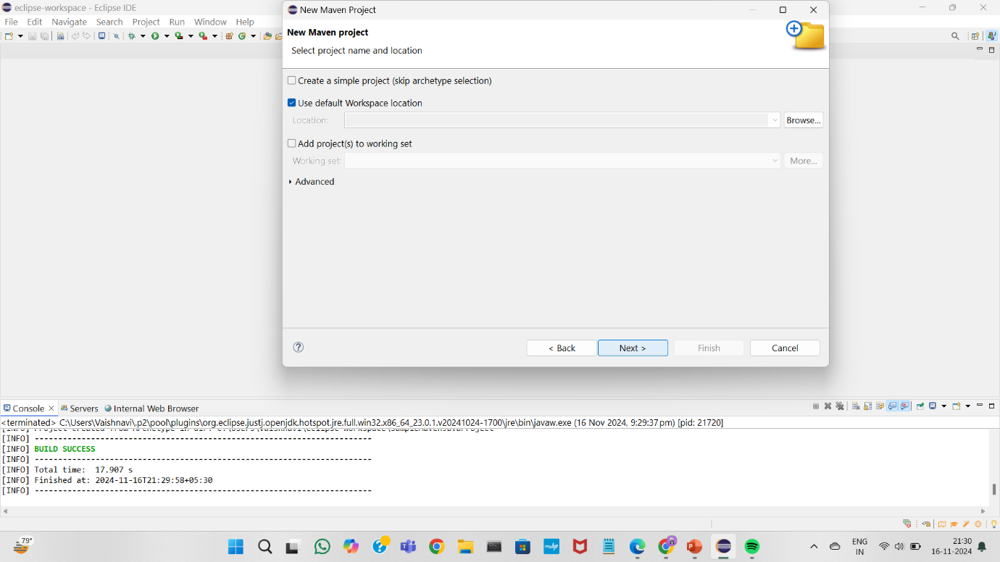 eclipse-workspace - Eclipse IDE
File Edit Navigate Search Project Run Window Help
New Maven Project
New Maven project
Select project name and location
Create a simple project (skip archetype selection)
Use default Workspace location
Location:
Browse...
Add project(s) to working set
Working set:
More...
Advanced
< Back
Next >
Finish
Cancel
Console
Servers
Internal Web Browser
<terminated> C:\Users\Vaishnavi\.p2\pool\plugins\org.eclipse.justj.openjdk.hotspot.jre.full.win32.x86_64_23.0.1.v20241024-1700\jre\bin\javaw.exe (16 Nov 2024, 9:29:37 pm) [pid: 21720]
[INFO] ------------------------------------------------------------------------
[INFO] BUILD SUCCESS
[INFO] ------------------------------------------------------------------------
[INFO] Total time:  17.907 s
[INFO] Finished at: 2024-11-16T21:29:58+05:30
[INFO] ------------------------------------------------------------------------
79°
ENG
IN
21:30
16-11-2024